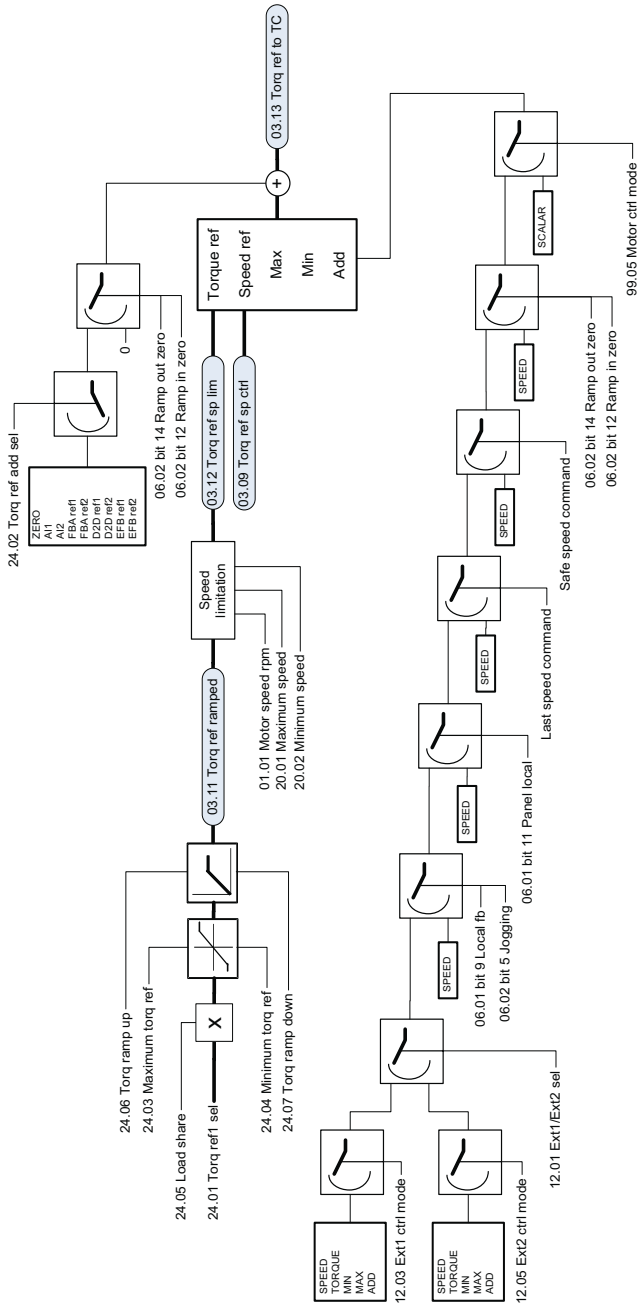 24.02 Torq ref add sel
ZERO
AI1
AI2
FBA ref1
FBA ref2
D2D ref1
D2D ref2
EFB ref1
EFB ref2
0
06.02 bit 14 Ramp out zero
06.02 bit 12 Ramp in zero
24.06 Torq ramp up
24.03 Maximum torq ref
24.05 Load share
24.01 Torq ref1 sel
X
24.04 Minimum torq ref
24.07 Torq ramp down
03.11 Torq ref ramped
Speed
limitation
01.01 Motor speed rpm
20.01 Maximum speed
20.02 Minimum speed
03.12 Torq ref sp lim
03.09 Torq ref sp ctrl
Torque ref
Speed ref
Max
Min
Add
+
03.13 Torq ref to TC
SPEED
TORQUE
MIN
MAX
ADD
12.03 Ext1 ctrl mode
SPEED
TORQUE
MIN
MAX
ADD
12.05 Ext2 ctrl mode
12.01 Ext1/Ext2 sel
SPEED
06.01 bit 9 Local fb
06.02 bit 5 Jogging
SPEED
06.01 bit 11 Panel local
SPEED
Last speed command
SPEED
Safe speed command
SPEED
06.02 bit 14 Ramp out zero
06.02 bit 12 Ramp in zero
SCALAR
99.05 Motor ctrl mode